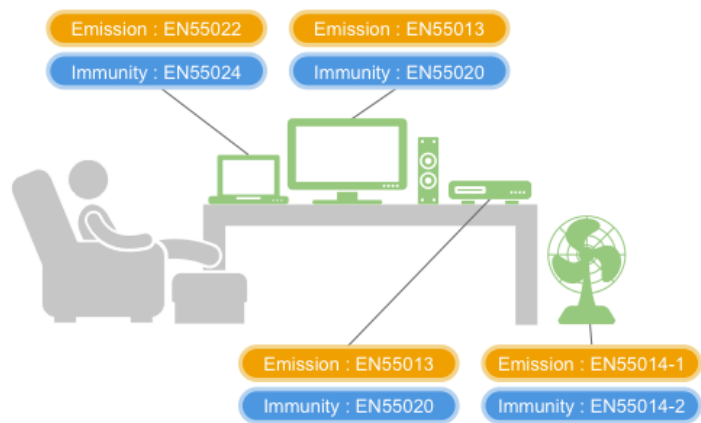 Emission : EN55022
Immunity : EN55024
Emission : EN55013
Immunity : EN55020
Emission : EN55013
Immunity : EN55020
Emission : EN55014-1
Immunity : EN55014-2